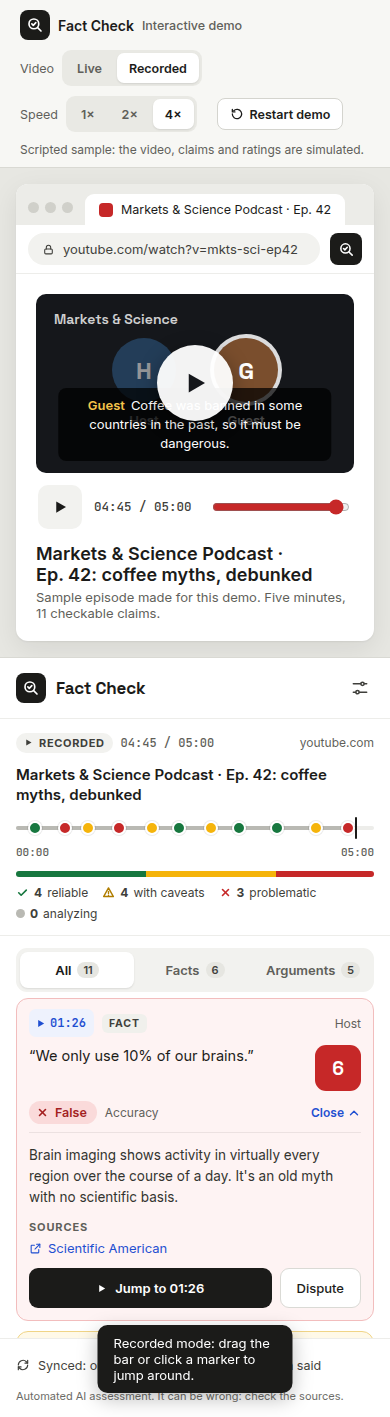 Fact Check Interactive demo
Video Live Recorded
Speed 1× 2× 4× Restart demo
Scripted sample: the video, claims and ratings are simulated.
Markets & Science Podcast · Ep. 42
youtube.com/watch?v=mkts-sci-ep42
Markets & Science
H G
Guest Coffee was banned in some
countries in the past, so it must be
dangerous.
04:45 / 05:00
Markets & Science Podcast ·
Ep. 42: coffee myths, debunked
Sample episode made for this demo. Five minutes,
11 checkable claims.
Fact Check
RECORDED 04:45 / 05:00 youtube.com
Markets & Science Podcast · Ep. 42: coffee
myths, debunked
00:00 05:00
4 reliable 4 with caveats 3 problematic
0 analyzing
All 11 Facts 6 Arguments 5
01:26 FACT Host
“We only use 10% of our brains.” 6
False Accuracy Close
Brain imaging shows activity in virtually every
region over the course of a day. It's an old myth
with no scientific basis.
SOURCES
Scientific American
Jump to 01:26 Dispute
Recorded mode: drag the
bar or click a marker to
jump around.
Synced: said
Automated AI assessment. It can be wrong: check the sources.